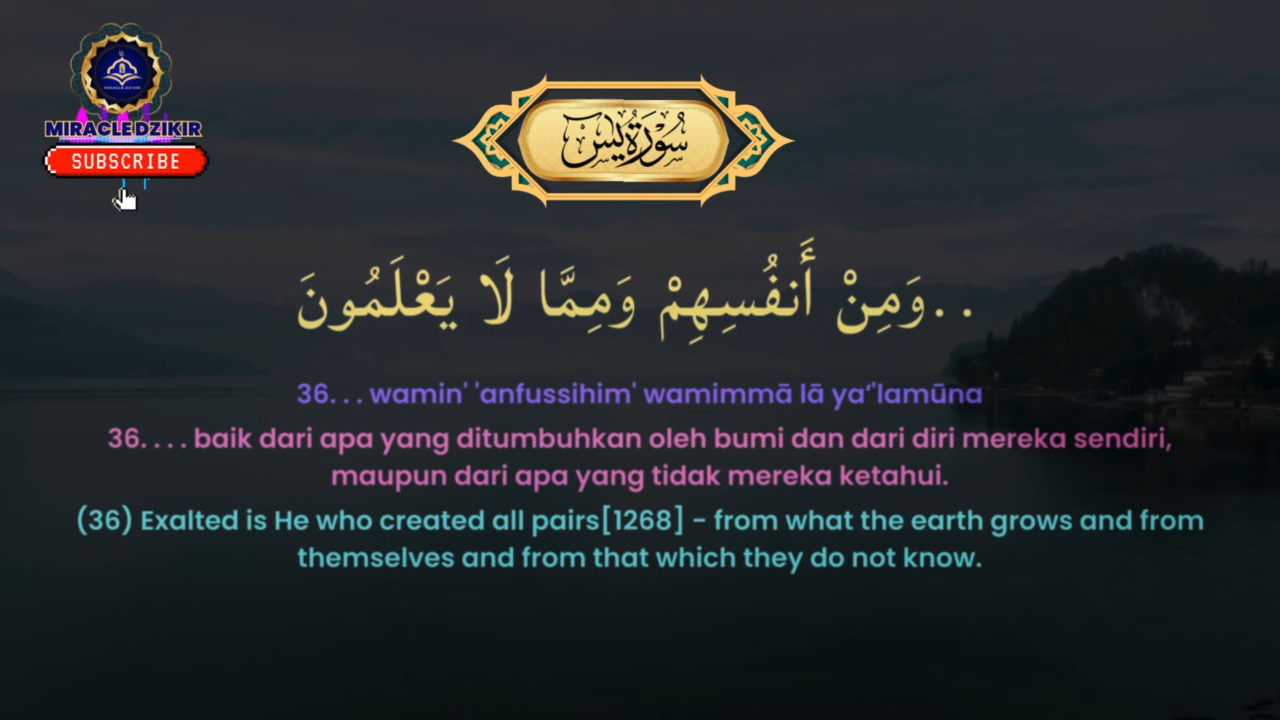 MIRACLE DZIKIR
SUBSCRIBE
سُورَةُ يس
..وَمِنْ أَنفُسِهِمْ وَمِمَّا لَا يَعْلَمُونَ
36. . . wamin' 'anfussihim' wamimmā lā ya‘'lamūna
36. . . . baik dari apa yang ditumbuhkan oleh bumi dan dari diri mereka sendiri,
maupun dari apa yang tidak mereka ketahui.
(36) Exalted is He who created all pairs[1268] - from what the earth grows and from
themselves and from that which they do not know.